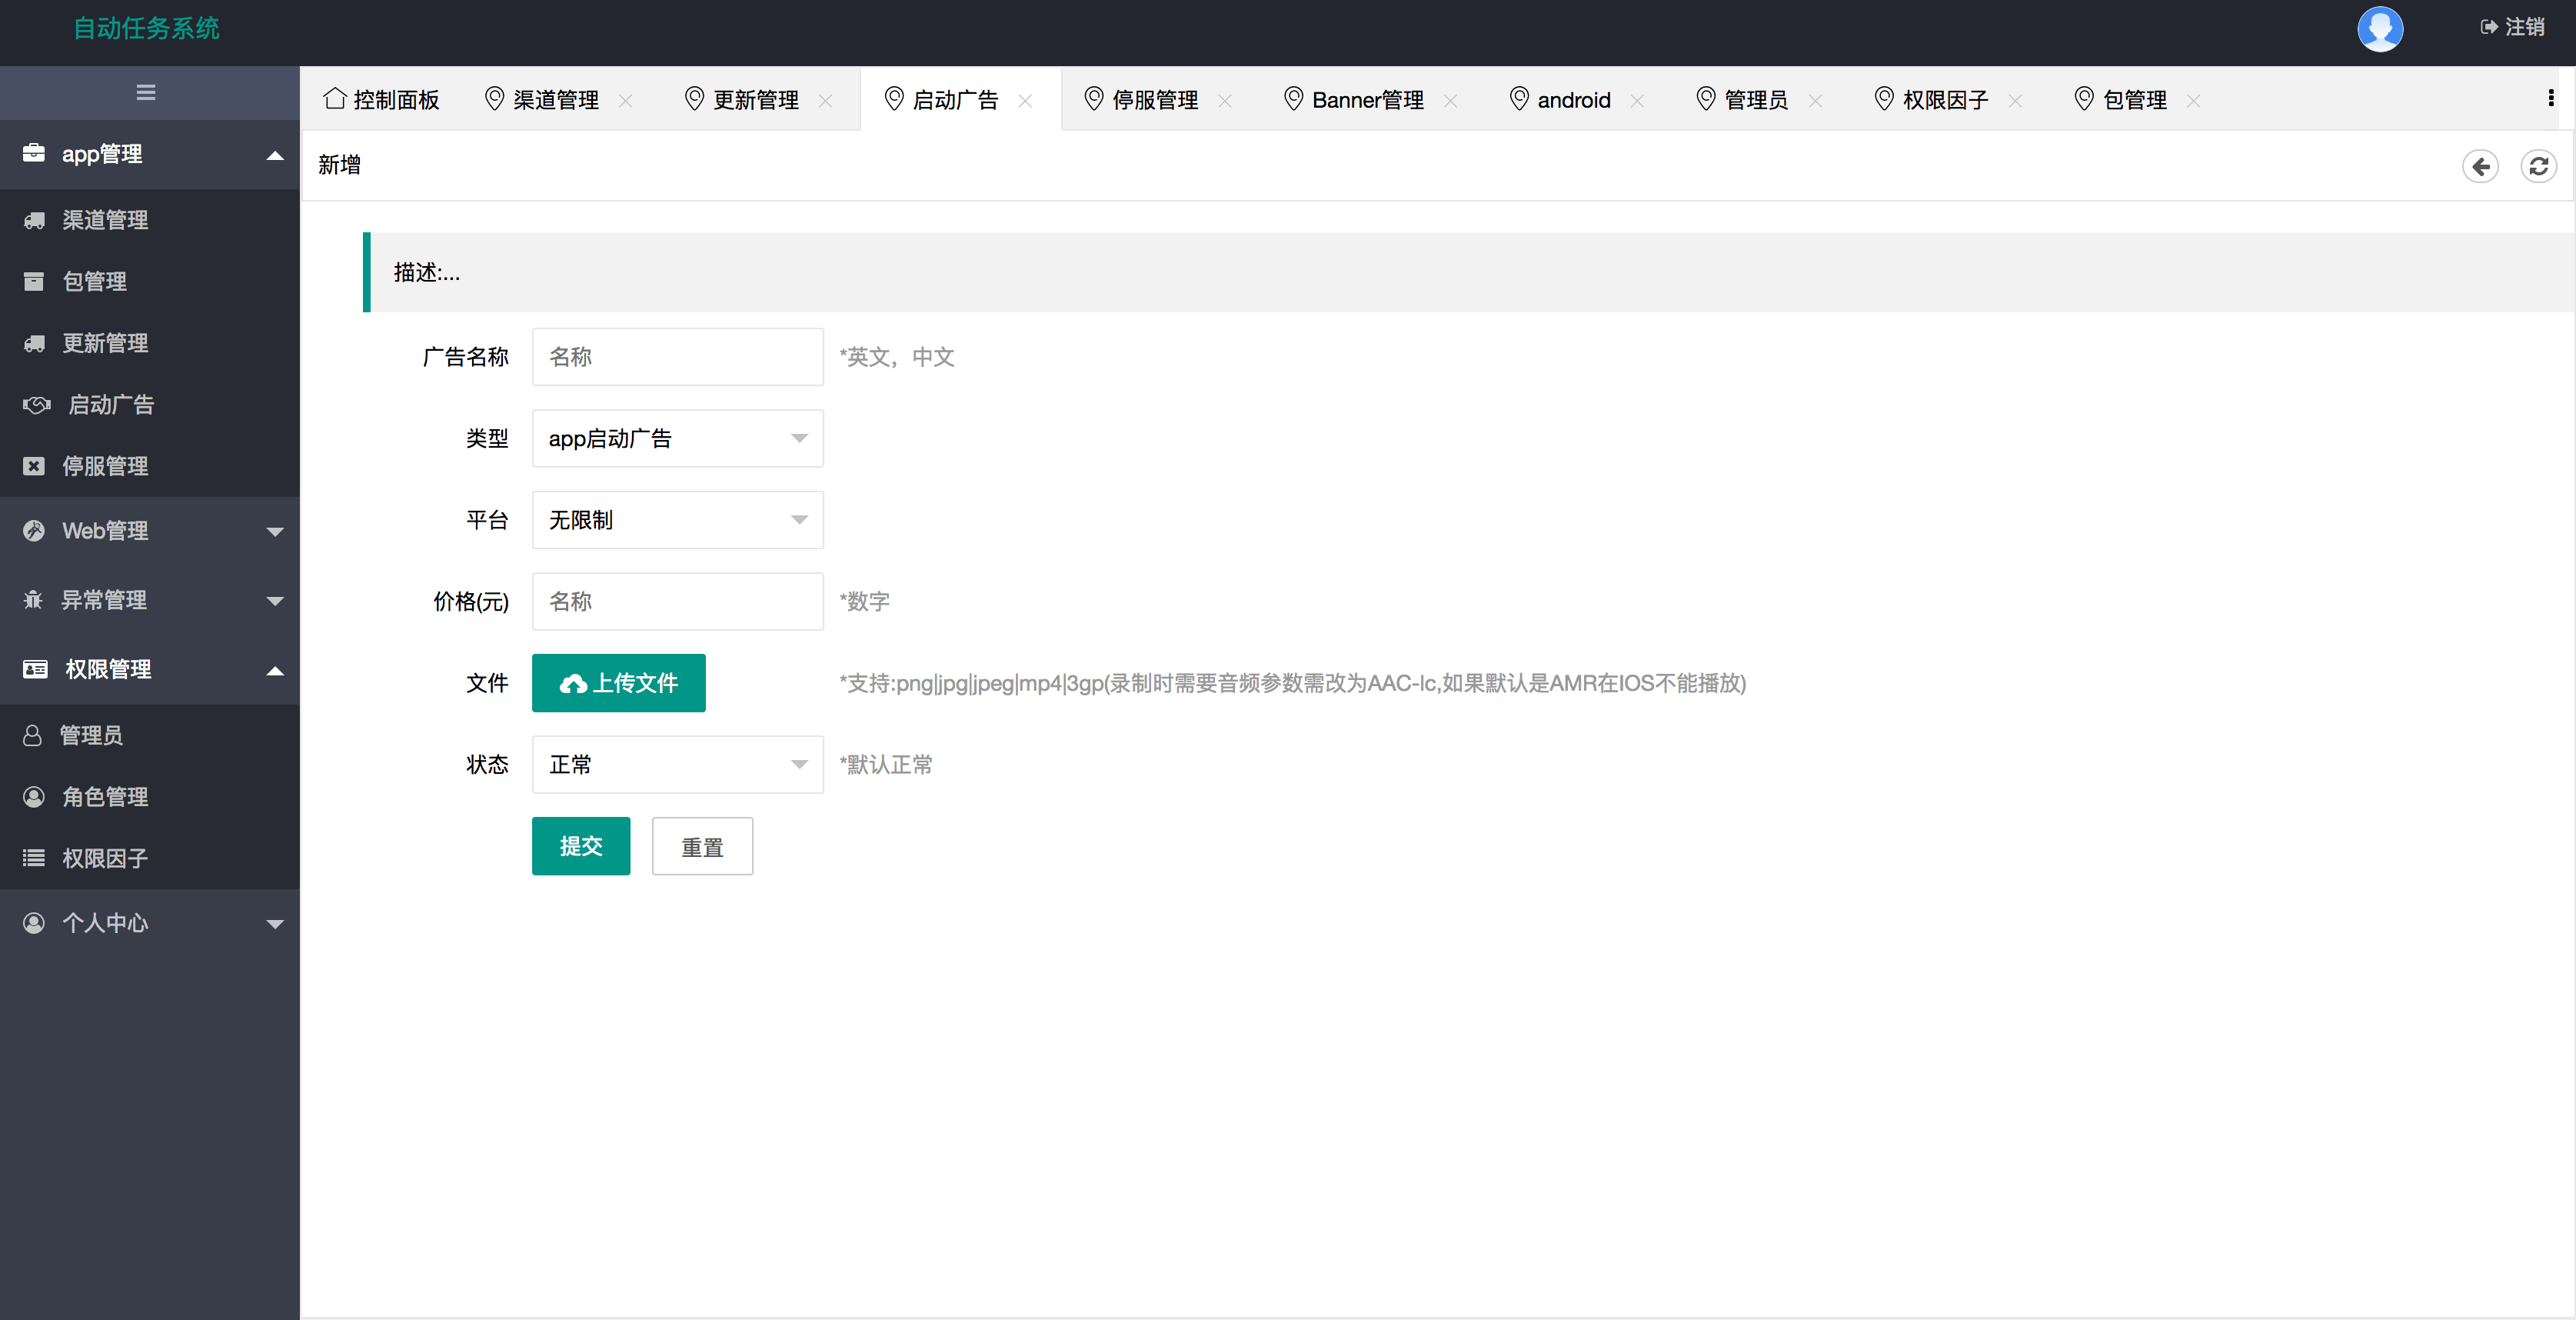 自动任务系统
注销
控制面板 渠道管理 更新管理 启动广告 停服管理 Banner管理 android 管理员 权限因子 包管理
app管理
渠道管理
包管理
更新管理
启动广告
停服管理
Web管理
异常管理
权限管理
管理员
角色管理
权限因子
个人中心
新增
描述:...
广告名称 名称 *英文，中文
类型 app启动广告
平台 无限制
价格(元) 名称 *数字
文件 上传文件 *支持:png|jpg|jpeg|mp4|3gp(录制时需要音频参数需改为AAC-lc,如果默认是AMR在IOS不能播放)
状态 正常 *默认正常
提交 重置